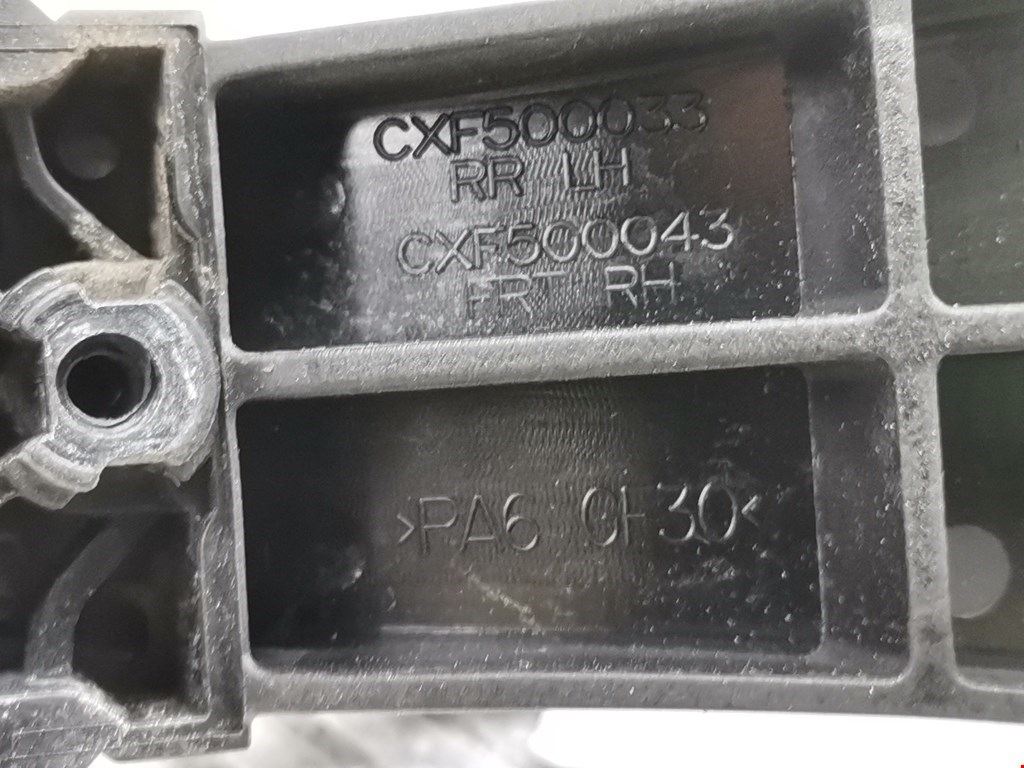 CXF500033
RR LH
CXF500043
FRT RH
>PA6 GF30<